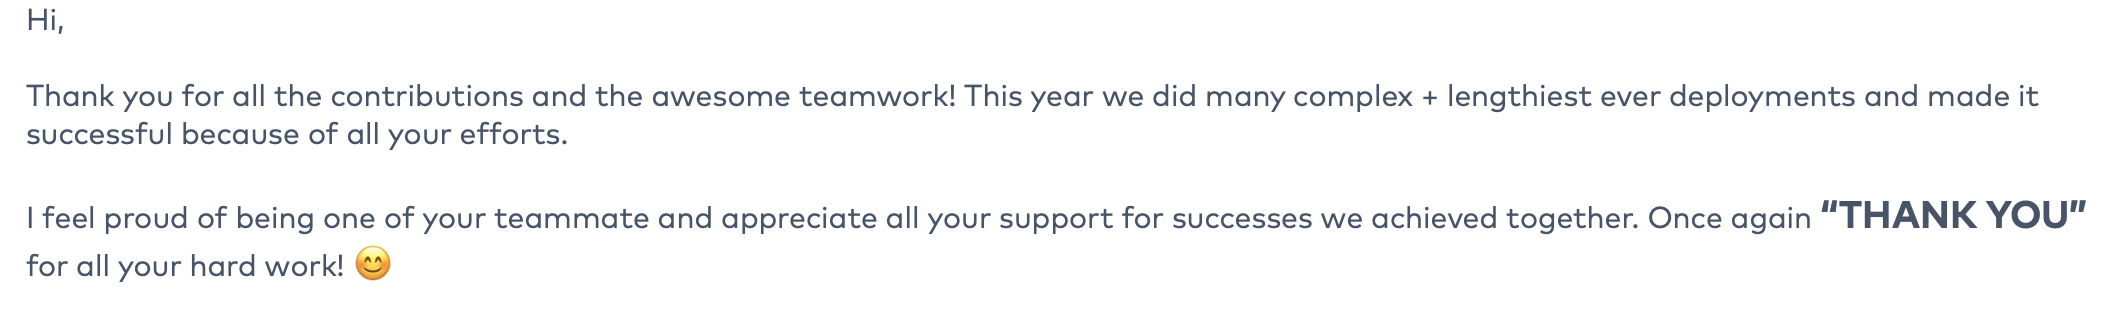 Hi,
Thank you for all the contributions and the awesome teamwork! This year we did many complex + lengthiest ever deployments and made it
successful because of all your efforts.
I feel proud of being one of your teammate and appreciate all your support for successes we achieved together. Once again “THANK YOU”
for all your hard work! 😊